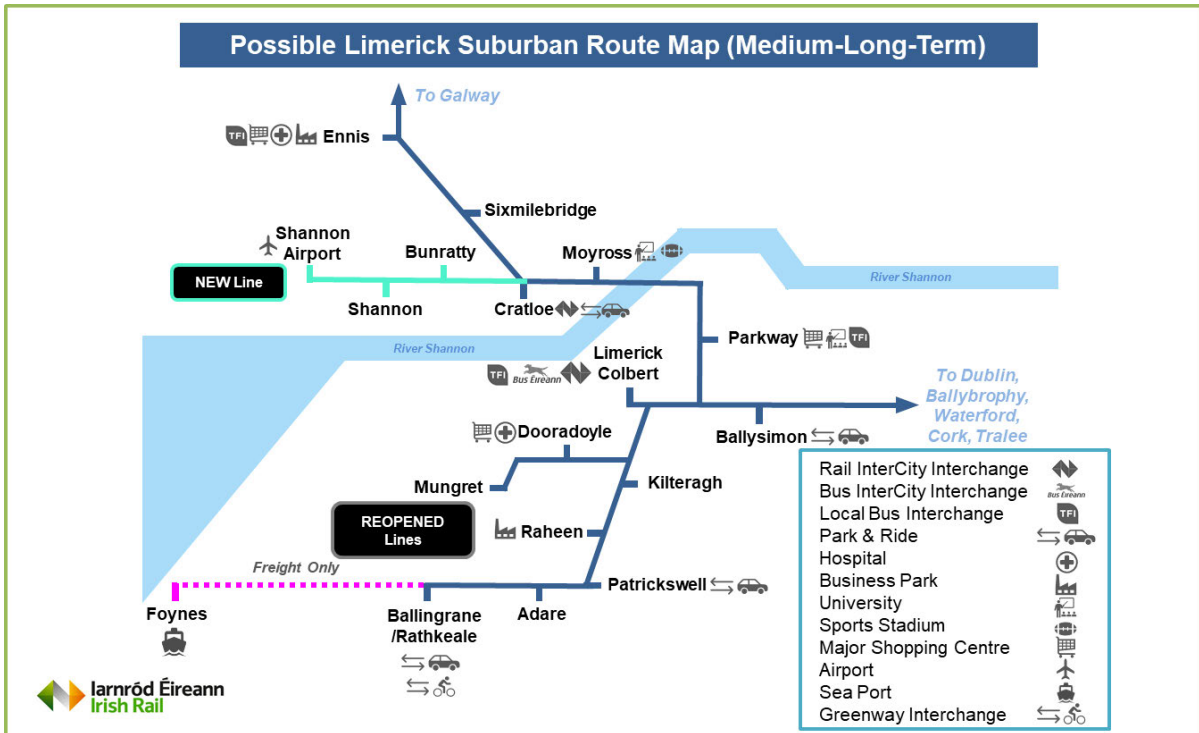 Possible Limerick Suburban Route Map (Medium-Long-Term)
To Galway
TFI
Ennis
Sixmilebridge
Shannon
Airport
Bunratty
Moyross
River Shannon
NEW Line
Shannon
Cratloe
Parkway
TFI
River Shannon
Limerick
Colbert
TFI
Bus Éireann
To Dublin,
Ballybrophy,
Waterford,
Cork, Tralee
Dooradoyle
Ballysimon
Mungret
Kilteragh
REOPENED
Lines
Raheen
Freight Only
Patrickswell
Foynes
Ballingrane
/Rathkeale
Adare
Rail InterCity Interchange
Bus InterCity Interchange
Bus Éireann
Local Bus Interchange
TFI
Park & Ride
Hospital
Business Park
University
Sports Stadium
Major Shopping Centre
Airport
Sea Port
Greenway Interchange
Iarnród Éireann
Irish Rail